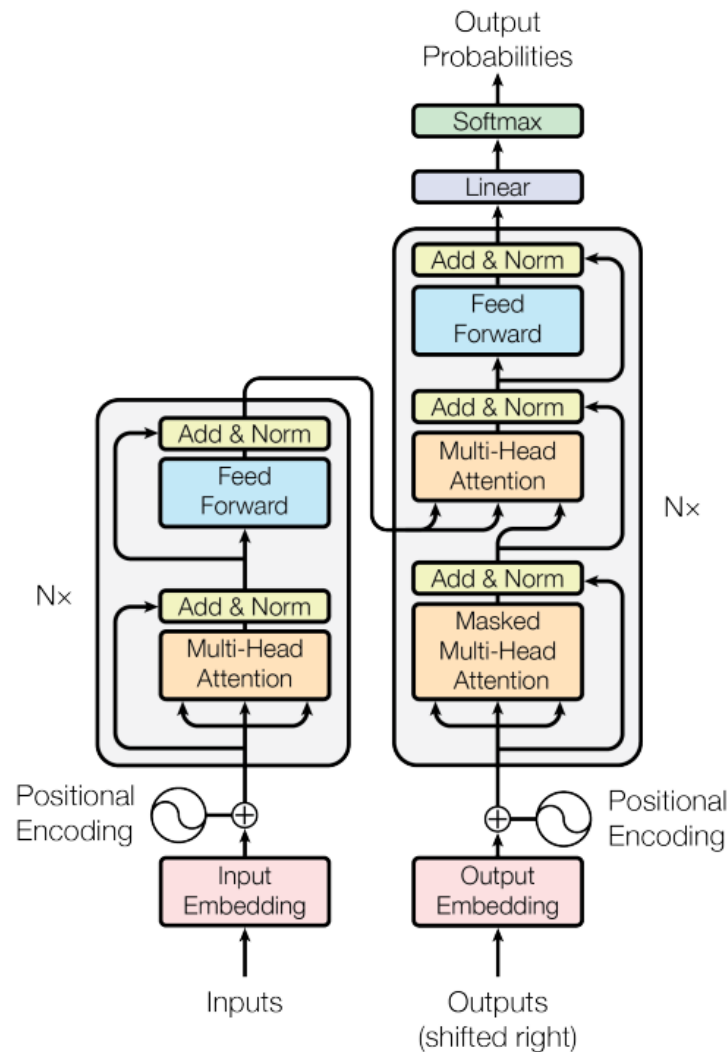 Output
Probabilities
Softmax
Linear
Add & Norm
Feed
Forward
Add & Norm
Multi-Head
Attention
Add & Norm
Masked
Multi-Head
Attention
Nx
Add & Norm
Feed
Forward
Add & Norm
Multi-Head
Attention
Nx
Positional
Encoding
Positional
Encoding
Input
Embedding
Output
Embedding
Inputs
Outputs
(shifted right)